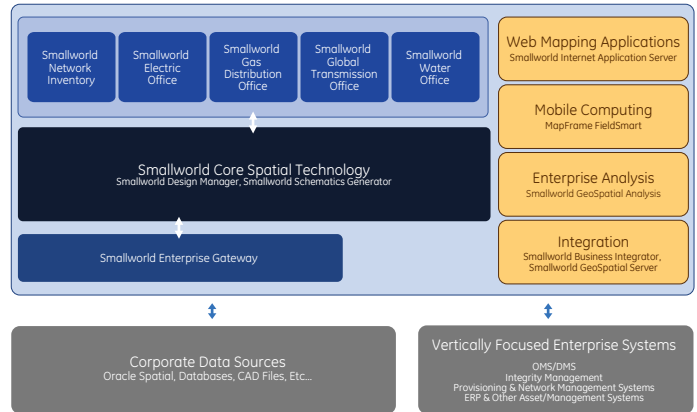 Smallworld
Network
Inventory
Smallworld
Electric
Office
Smallworld
Gas
Distribution
Office
Smallworld
Global
Transmission
Office
Smallworld
Water
Office
Smallworld Core Spatial Technology
Smallworld Design Manager, Smallworld Schematics Generator
Smallworld Enterprise Gateway
Web Mapping Applications
Smallworld Internet Application Server
Mobile Computing
MapFrame FieldSmart
Enterprise Analysis
Smallworld GeoSpatial Analysis
Integration
Smallworld Business Integrator,
Smallworld GeoSpatial Server
Corporate Data Sources
Oracle Spatial, Databases, CAD Files, Etc...
Vertically Focused Enterprise Systems
OMS/DMS
Integrity Management
Provisioning & Network Management Systems
ERP & Other Asset/Management Systems